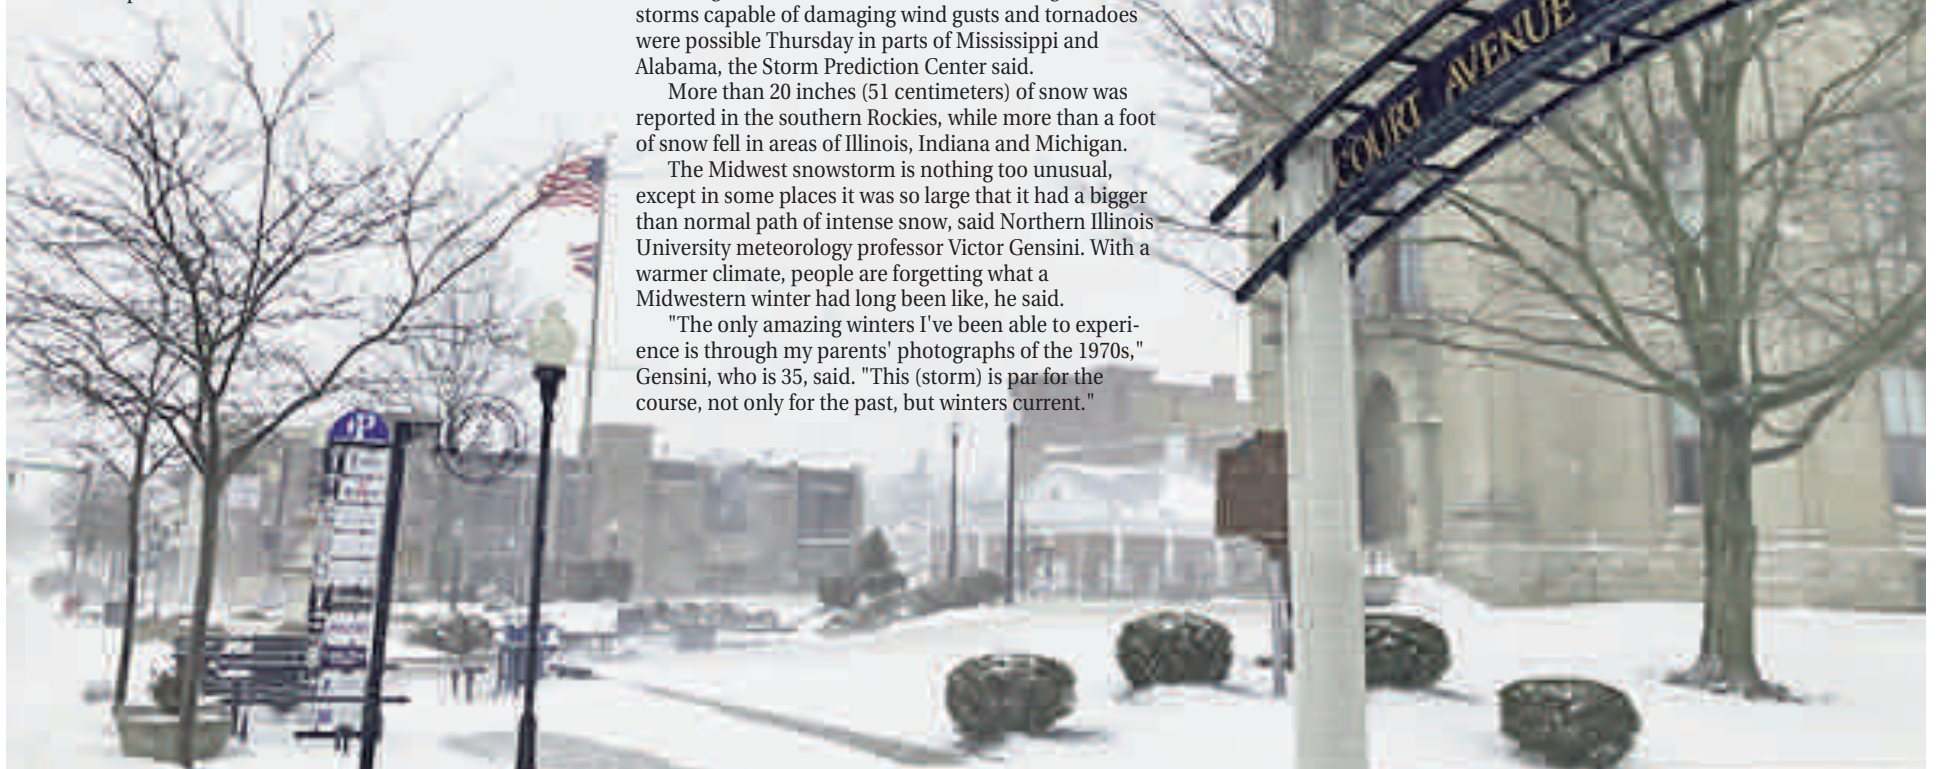 storms capable of damaging wind gusts and tornadoes
were possible Thursday in parts of Mississippi and
Alabama, the Storm Prediction Center said.
More than 20 inches (51 centimeters) of snow was
reported in the southern Rockies, while more than a foot
of snow fell in areas of Illinois, Indiana and Michigan.
The Midwest snowstorm is nothing too unusual,
except in some places it was so large that it had a bigger
than normal path of intense snow, said Northern Illinois
University meteorology professor Victor Gensini. With a
warmer climate, people are forgetting what a
Midwestern winter had long been like, he said.
"The only amazing winters I've been able to experi-
ence is through my parents' photographs of the 1970s,"
Gensini, who is 35, said. "This (storm) is par for the
course, not only for the past, but winters current."
COURT AVENUE
P